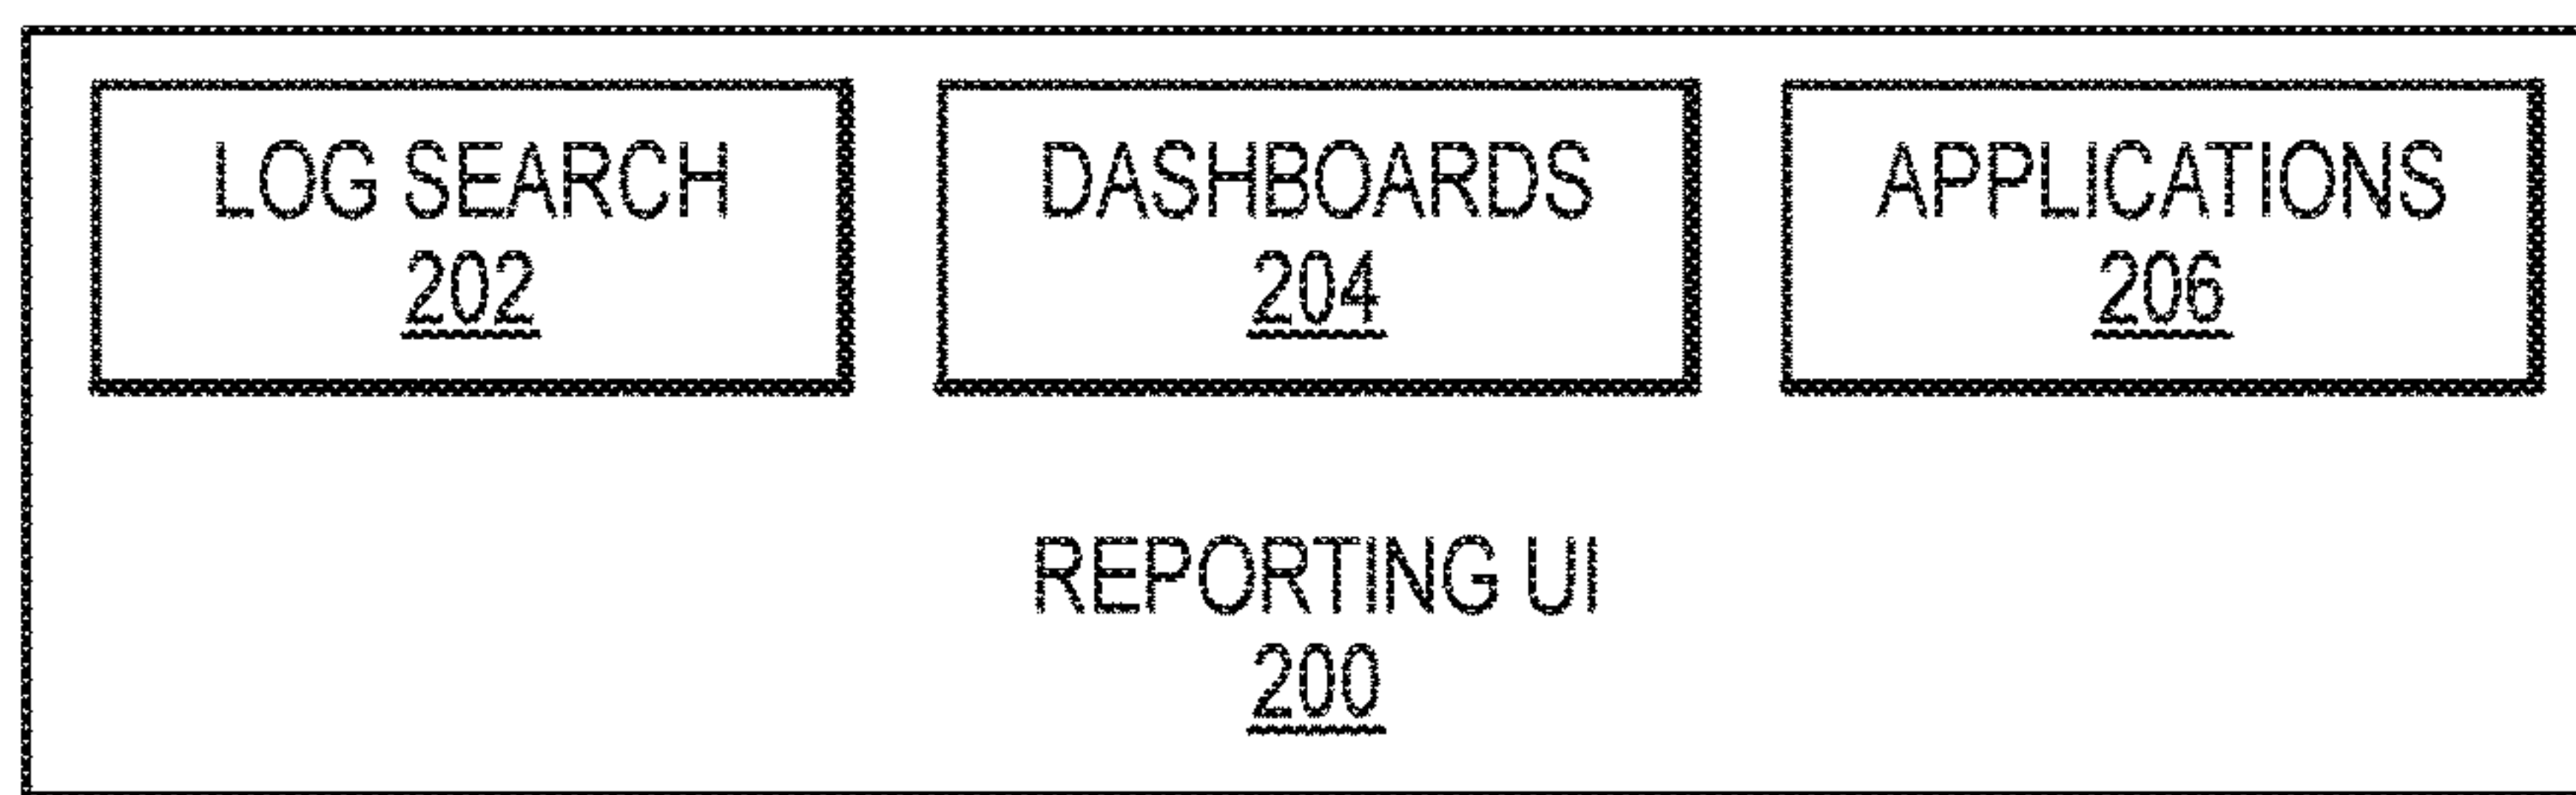 LOG SEARCH
202
DASHBOARDS
204
APPLICATIONS
206
REPORTING UI
200